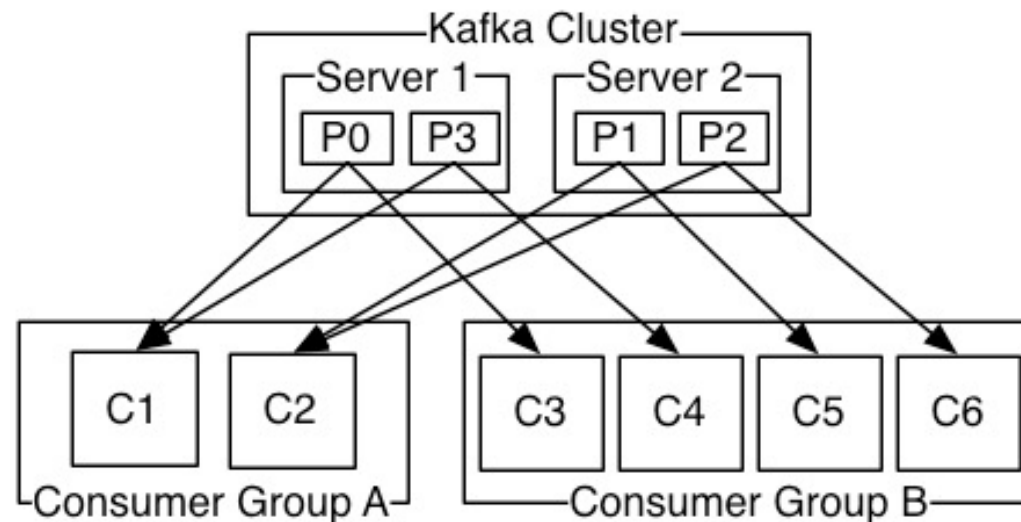 Kafka Cluster
Server 1
Server 2
P0
P3
P1
P2
C1
C2
C3
C4
C5
C6
Consumer Group A
Consumer Group B